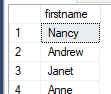 firstname
1 Nancy
2 Andrew
3 Janet
4 Anne